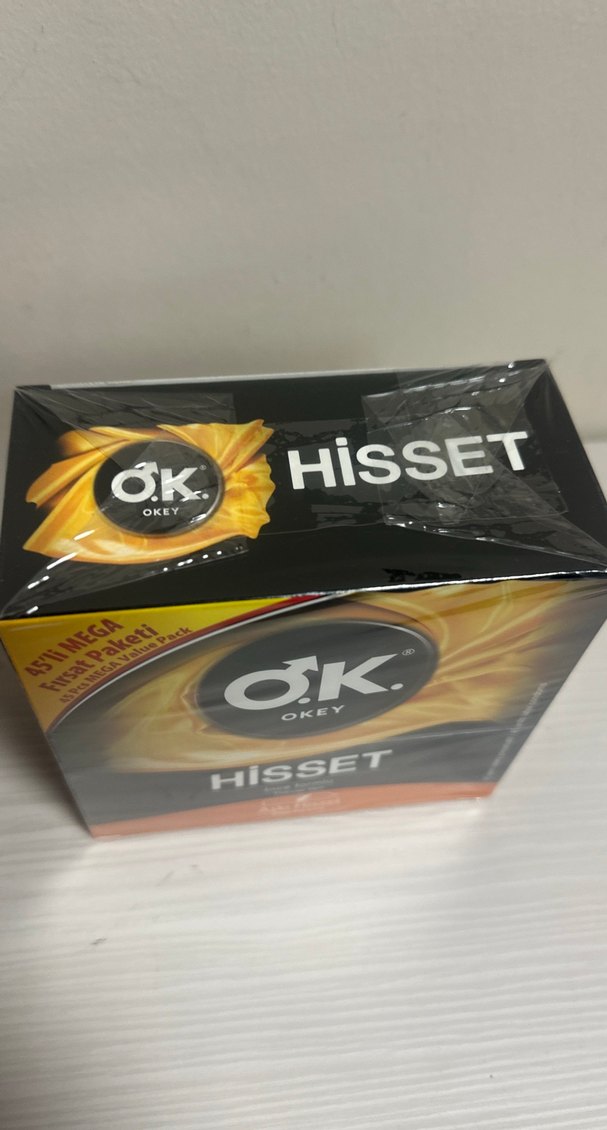 O.K.®
OKEY
HİSSET
45'li MEGA
Fırsat Paketi
45 Pcs MEGA Value Pack
O.K.®
OKEY
HİSSET